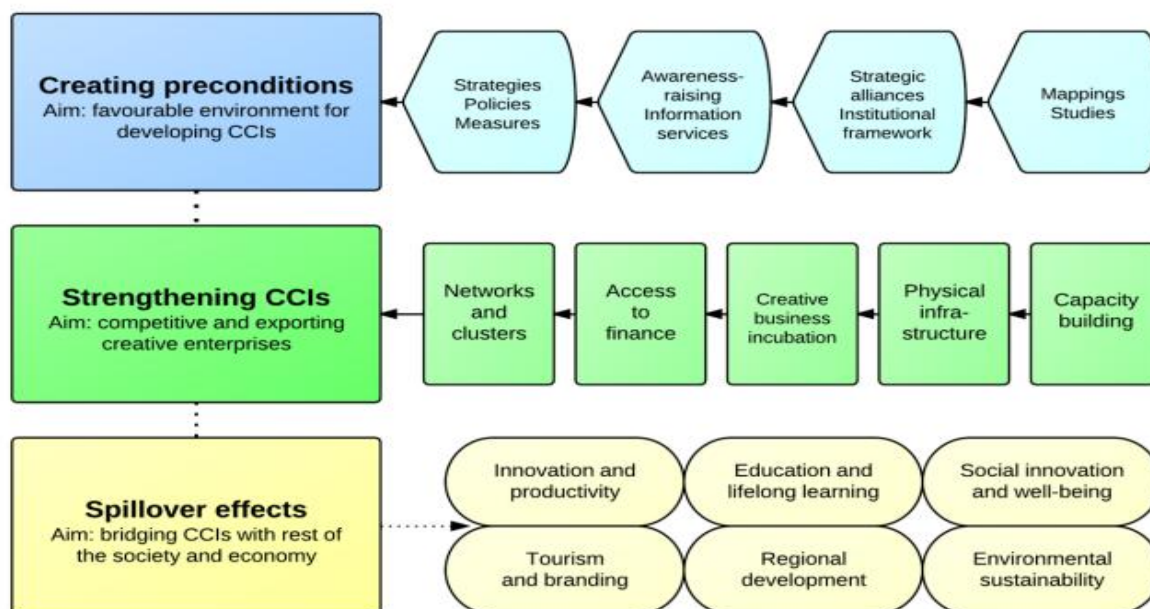 Creating preconditions
Aim: favourable environment for
developing CCIs
Strategies
Policies
Measures
Awareness-
raising
Information
services
Strategic
alliances
Institutional
framework
Mappings
Studies
Strengthening CCIs
Aim: competitive and exporting
creative enterprises
Networks
and
clusters
Access
to
finance
Creative
business
incubation
Physical
infra-
structure
Capacity
building
Spillover effects
Aim: bridging CCIs with rest of
the society and economy
Innovation and
productivity
Education and
lifelong learning
Social innovation
and well-being
Tourism
and branding
Regional
development
Environmental
sustainability